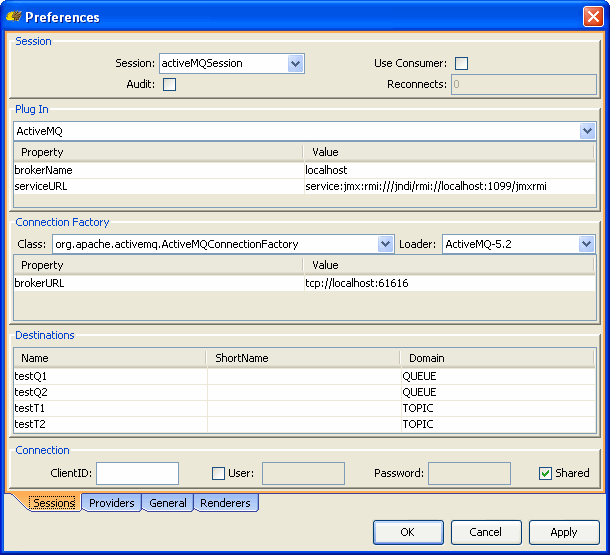 Preferences
Session
Session: activeMQSession Use Consumer:
Audit: Reconnects: 0
Plug In
ActiveMQ
Property Value
brokerName localhost
serviceURL service:jmx:rmi:///jndi/rmi://localhost:1099/jmxrmi
Connection Factory
Class: org.apache.activemq.ActiveMQConnectionFactory Loader: ActiveMQ-5.2
Property Value
brokerURL tcp://localhost:61616
Destinations
Name ShortName Domain
testQ1 QUEUE
testQ2 QUEUE
testT1 TOPIC
testT2 TOPIC
Connection
ClientID: User: Password: Shared
Sessions Providers General Renderers
OK Cancel Apply